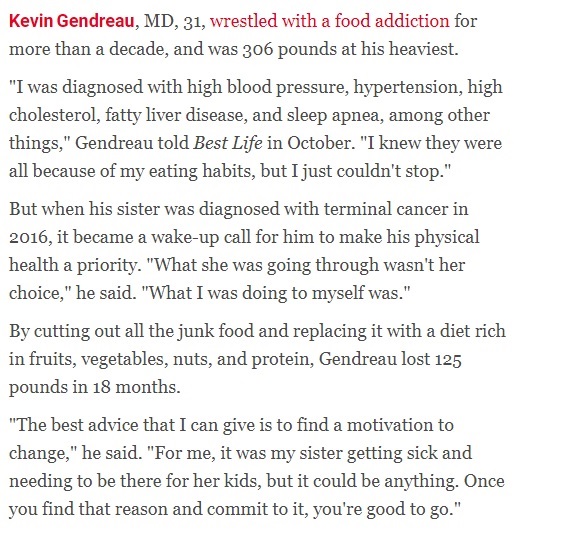 Kevin Gendreau, MD, 31, wrestled with a food addiction for
more than a decade, and was 306 pounds at his heaviest.
"I was diagnosed with high blood pressure, hypertension, high
cholesterol, fatty liver disease, and sleep apnea, among other
things," Gendreau told Best Life in October. "I knew they were
all because of my eating habits, but I just couldn't stop."
But when his sister was diagnosed with terminal cancer in
2016, it became a wake-up call for him to make his physical
health a priority. "What she was going through wasn't her
choice," he said. "What I was doing to myself was."
By cutting out all the junk food and replacing it with a diet rich
in fruits, vegetables, nuts, and protein, Gendreau lost 125
pounds in 18 months.
"The best advice that I can give is to find a motivation to
change," he said. "For me, it was my sister getting sick and
needing to be there for her kids, but it could be anything. Once
you find that reason and commit to it, you're good to go."